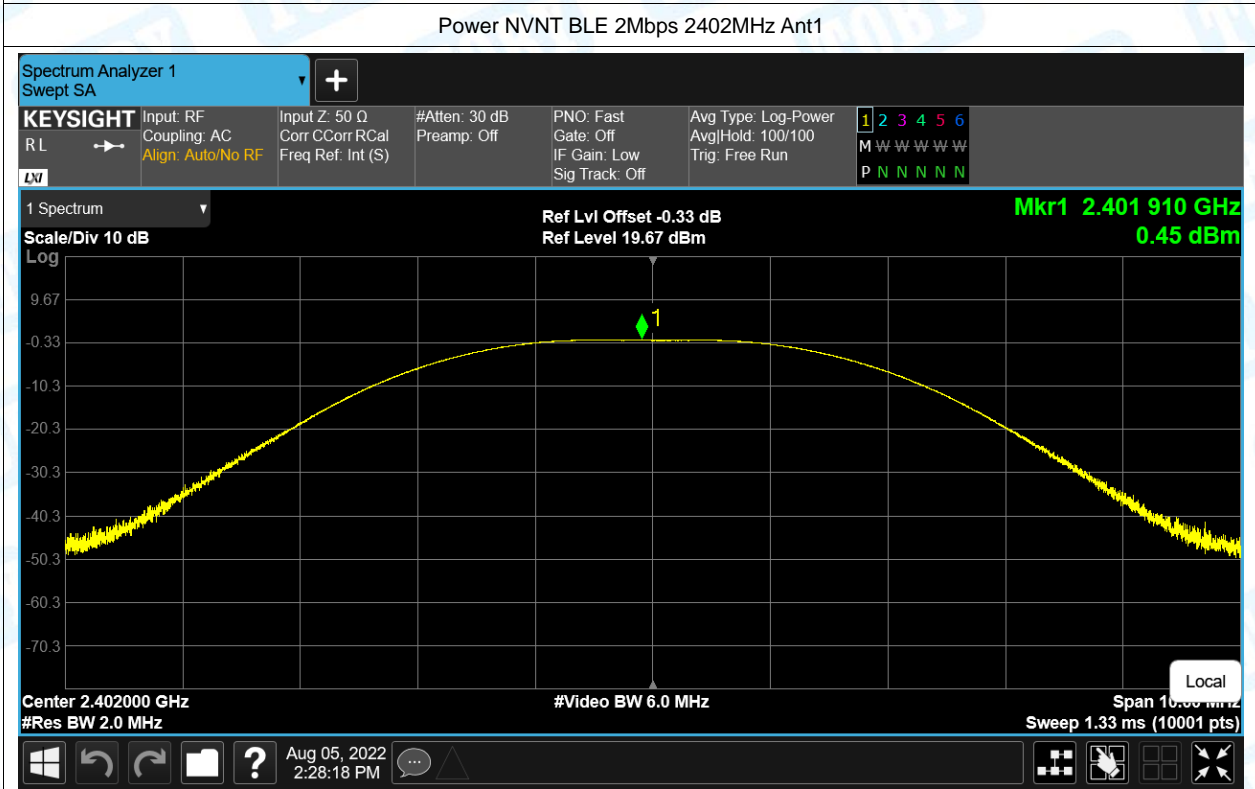 Power NVNT BLE 2Mbps 2402MHz Ant1
Spectrum Analyzer 1
Swept SA
KEYSIGHT
R L
LXI
Input: RF
Coupling: AC
Align: Auto/No RF
Input Z: 50 Ω
Corr CCorr RCal
Freq Ref: Int (S)
#Atten: 30 dB
Preamp: Off
PNO: Fast
Gate: Off
IF Gain: Low
Sig Track: Off
Avg Type: Log-Power
Avg|Hold: 100/100
Trig: Free Run
1 2 3 4 5 6
M W W W W W
P N N N N N
1 Spectrum
Scale/Div 10 dB
Log
Ref Lvl Offset -0.33 dB
Ref Level 19.67 dBm
Mkr1 2.401 910 GHz
0.45 dBm
1
9.67
-0.33
-10.3
-20.3
-30.3
-40.3
-50.3
-60.3
-70.3
Local
Center 2.402000 GHz
#Video BW 6.0 MHz
Span 10.00 MHz
#Res BW 2.0 MHz
Sweep 1.33 ms (10001 pts)
?
Aug 05, 2022
2:28:18 PM